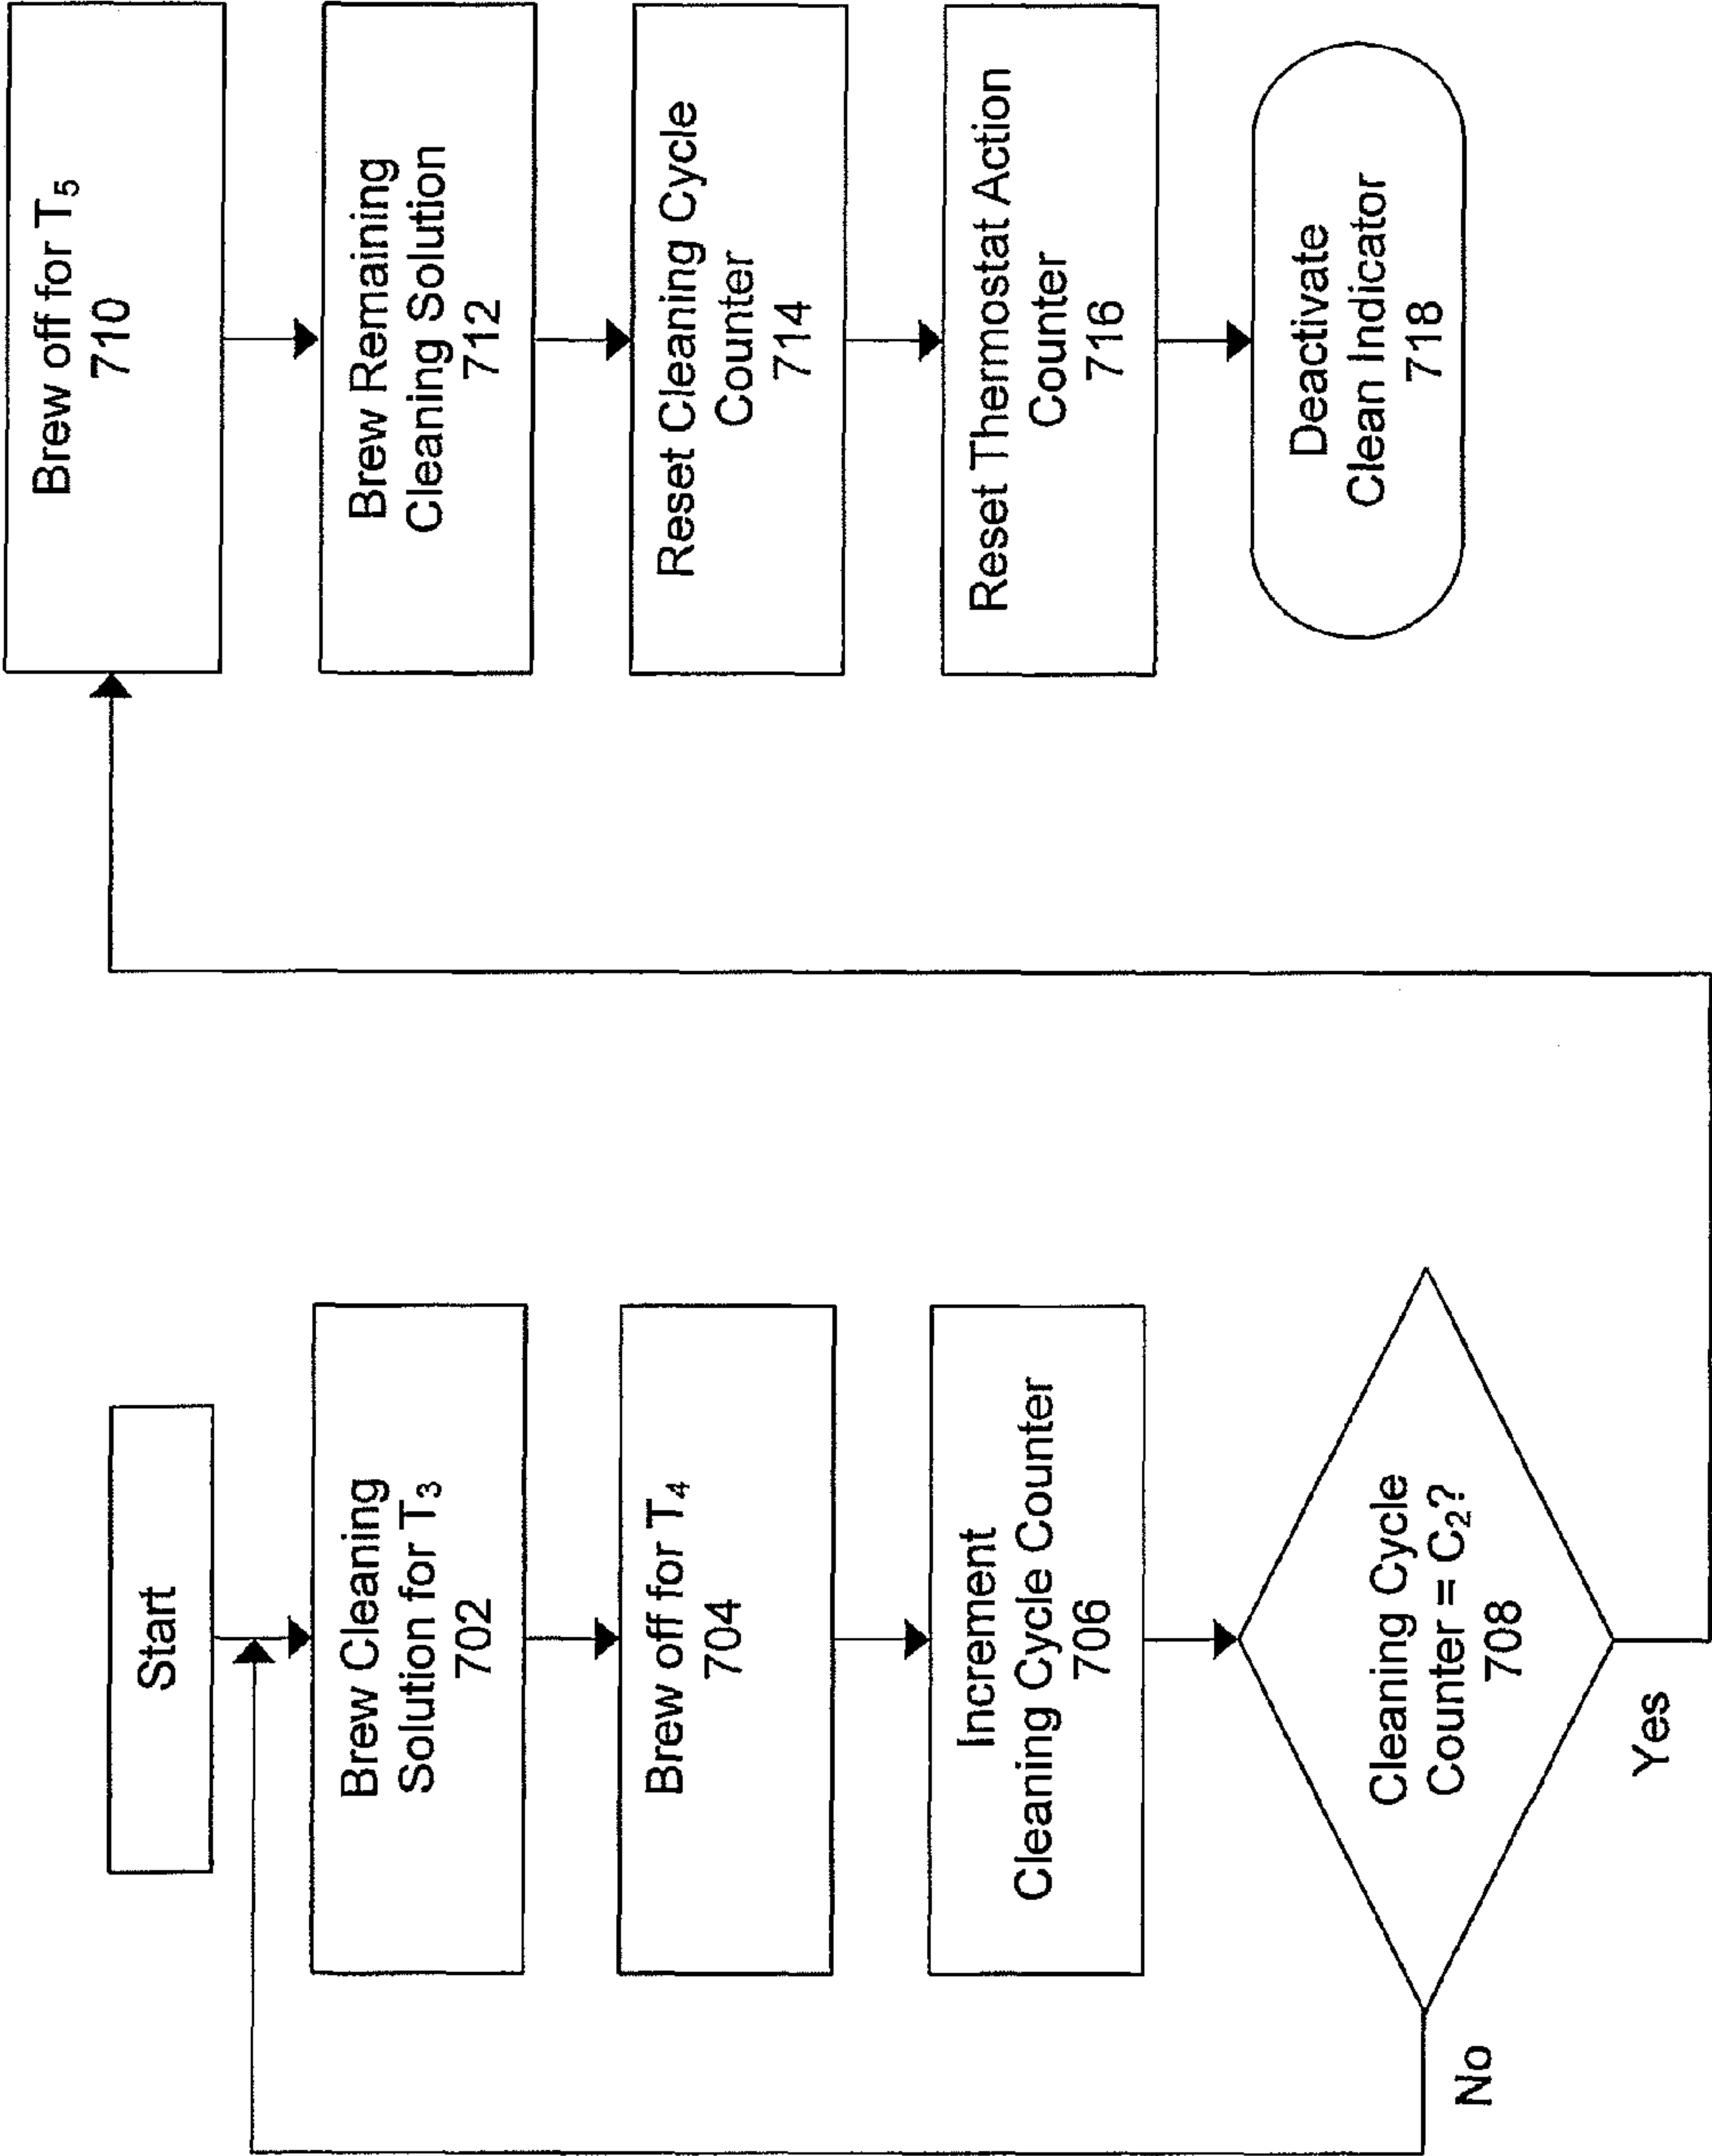 Start
Brew Cleaning
Solution for T₃
702
Brew off for T₄
704
Increment
Cleaning Cycle Counter
706
Cleaning Cycle
Counter = C₂?
708
No
Yes
Brew off for T₅
710
Brew Remaining
Cleaning Solution
712
Reset Cleaning Cycle
Counter
714
Reset Thermostat Action
Counter
716
Deactivate
Clean Indicator
718